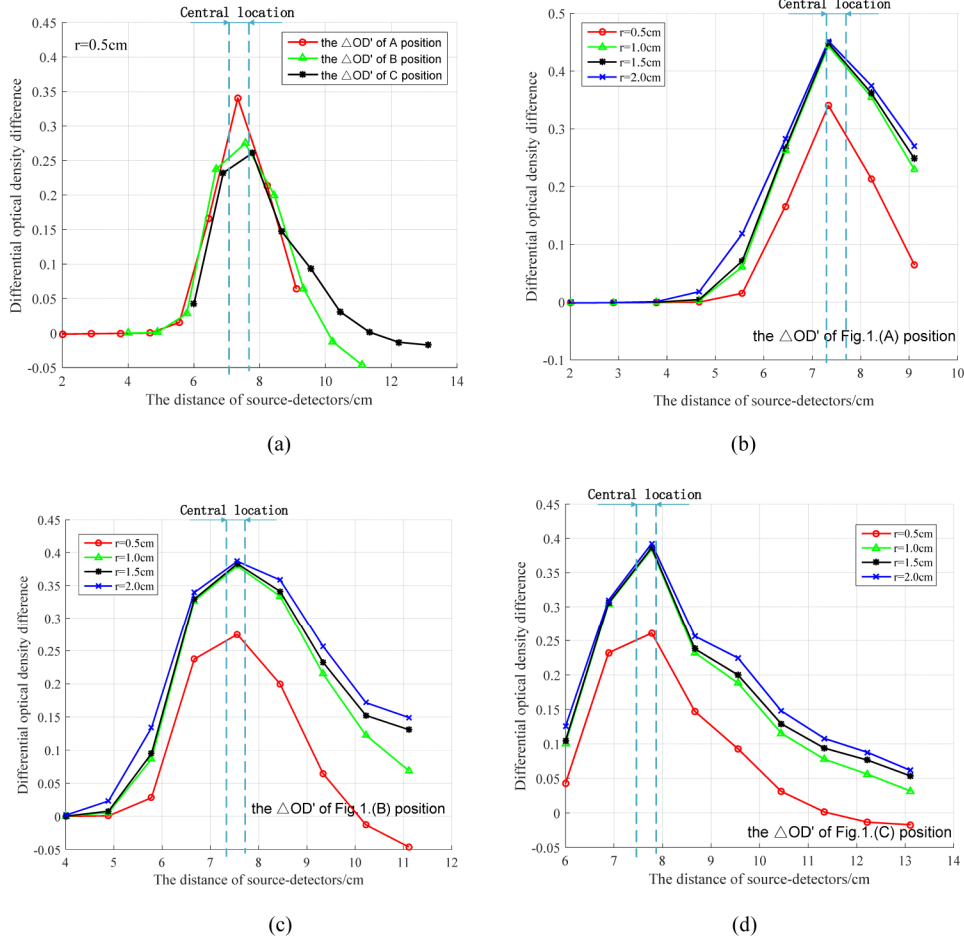 Central location
r=0.5cm
the △OD' of A position
the △OD' of B position
the △OD' of C position
Differential optical density difference
0.45
0.4
0.35
0.3
0.25
0.2
0.15
0.1
0.05
0
-0.05
2
4
6
8
10
12
14
The distance of source-detectors/cm
(a)
Central location
r=0.5cm
r=1.0cm
r=1.5cm
r=2.0cm
Differential optical density difference
0.5
0.4
0.3
0.2
0.1
0
-0.1
the △OD' of Fig.1.(A) position
2
3
4
5
6
7
8
9
10
The distance of source-detectors/cm
(b)
Central location
r=0.5cm
r=1.0cm
r=1.5cm
r=2.0cm
Differential optical density difference
0.45
0.4
0.35
0.3
0.25
0.2
0.15
0.1
0.05
0
-0.05
the △OD' of Fig.1.(B) position
4
5
6
7
8
9
10
11
12
The distance of source-detectors/cm
(c)
Central location
r=0.5cm
r=1.0cm
r=1.5cm
r=2.0cm
Differential optical density difference
0.45
0.4
0.35
0.3
0.25
0.2
0.15
0.1
0.05
0
-0.05
the △OD' of Fig.1.(C) position
6
7
8
9
10
11
12
13
14
The distance of source-detectors/cm
(d)